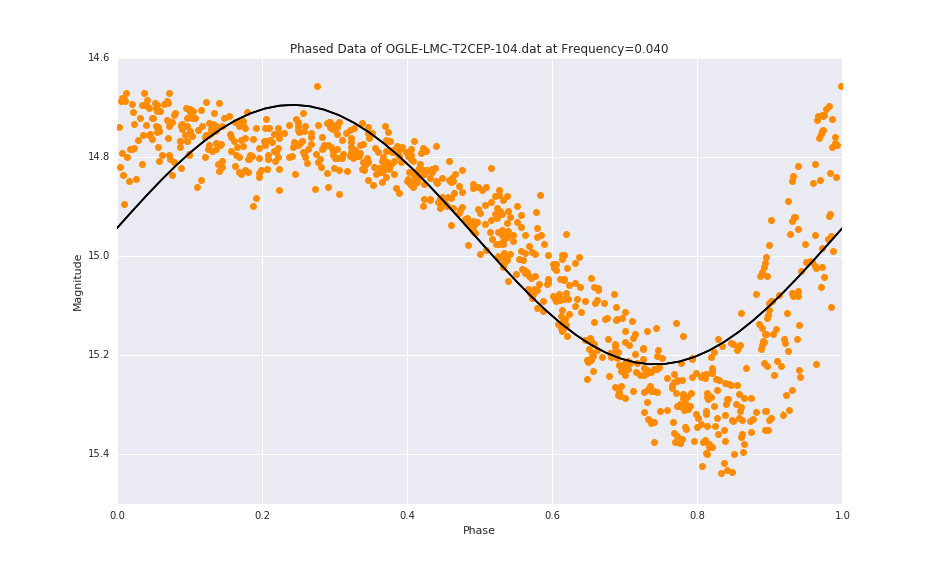 Phased Data of OGLE-LMC-T2CEP-104.dat at Frequency=0.040
14.6
14.8
15.0
15.2
15.4
Magnitude
0.0 0.2 0.4 0.6 0.8 1.0
Phase